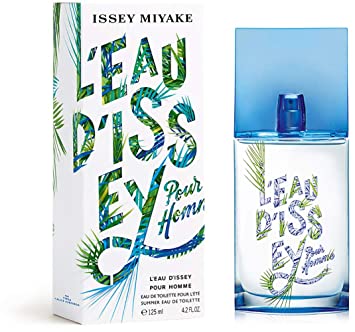 ISSEY MIYAKE
L'EAU
D'ISS
EY
Pour
Homme
L'EAU D'ISSEY
POUR HOMME
EAU DE TOILETTE POUR L'ÉTÉ
SUMMER EAU DE TOILETTE
℮ 125 ml 4.2 FL.OZ.
L'EAU
D'ISS
EY
Pour
Homme